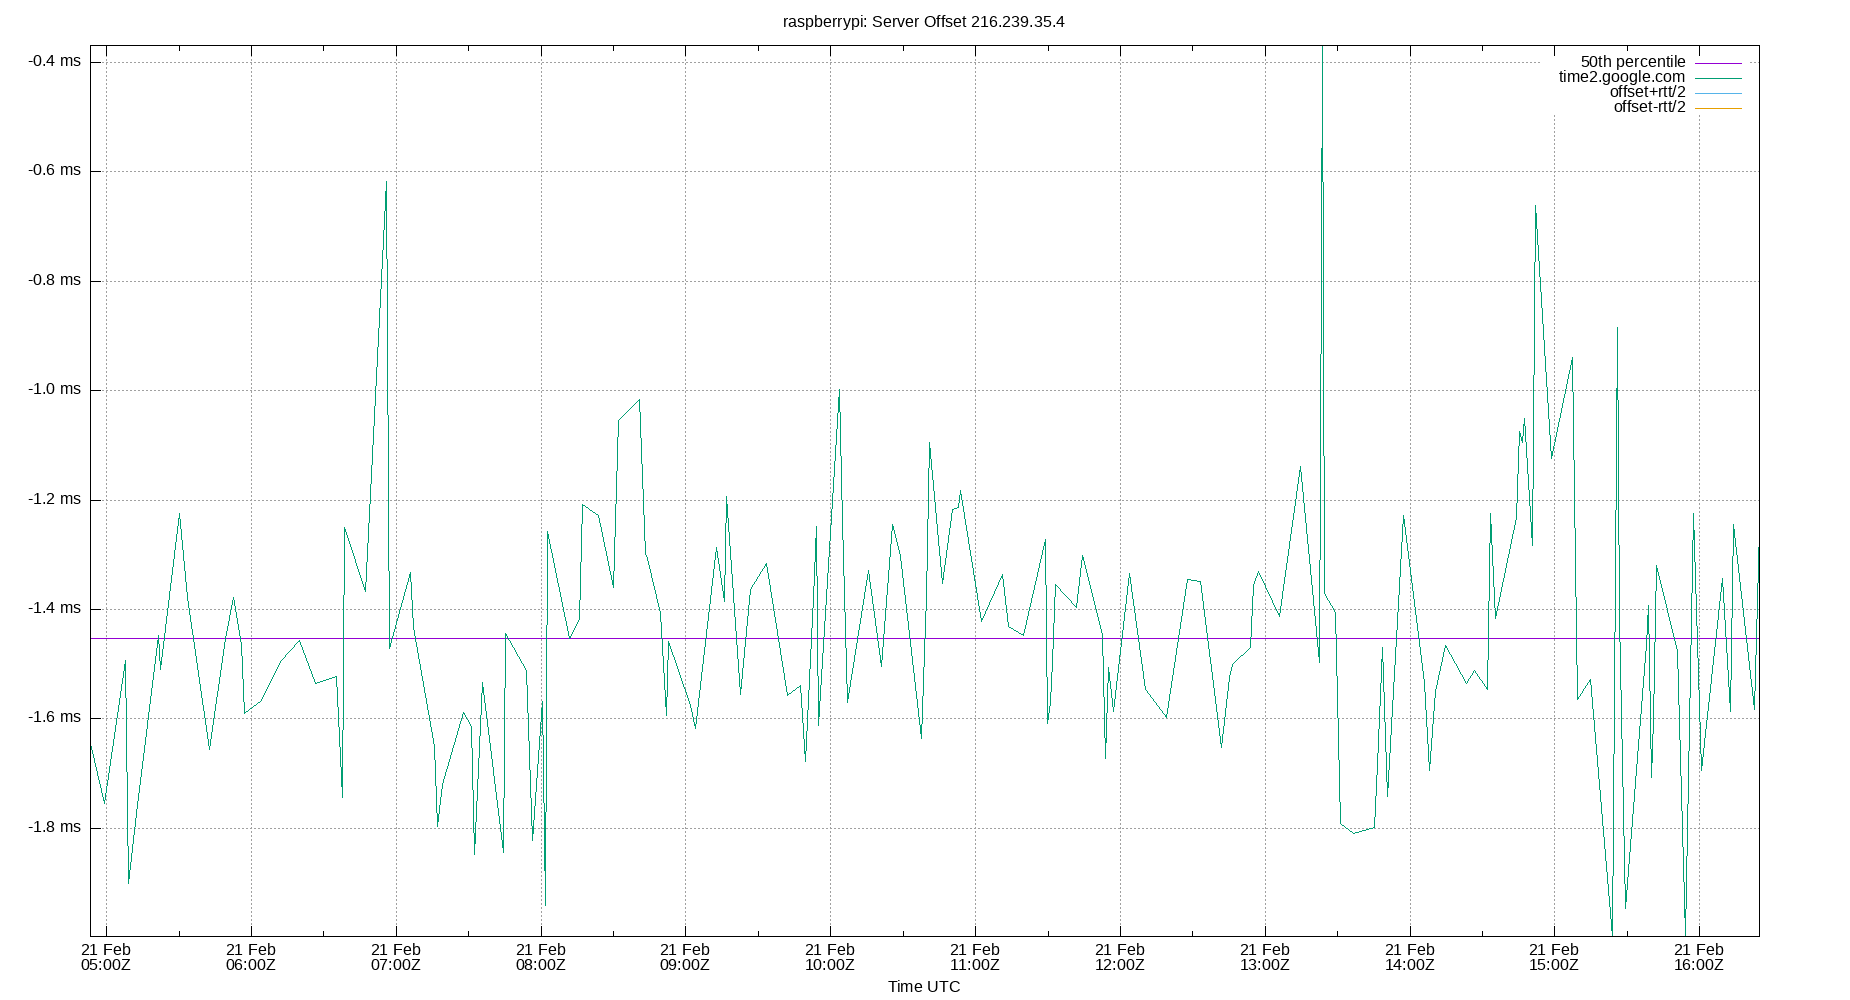 raspberrypi: Server Offset 216.239.35.4
50th percentile
time2.google.com
offset+rtt/2
offset-rtt/2
-0.4 ms
-0.6 ms
-0.8 ms
-1.0 ms
-1.2 ms
-1.4 ms
-1.6 ms
-1.8 ms
21 Feb 21 Feb 21 Feb 21 Feb 21 Feb 21 Feb 21 Feb 21 Feb 21 Feb 21 Feb 21 Feb 21 Feb
05:00Z 06:00Z 07:00Z 08:00Z 09:00Z 10:00Z 11:00Z 12:00Z 13:00Z 14:00Z 15:00Z 16:00Z
Time UTC